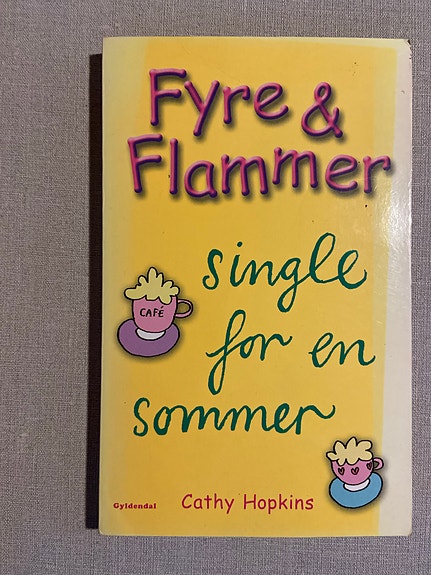 Fyre &
Flammer
single
for en
sommer
CAFÉ
Gyldendal
Cathy Hopkins